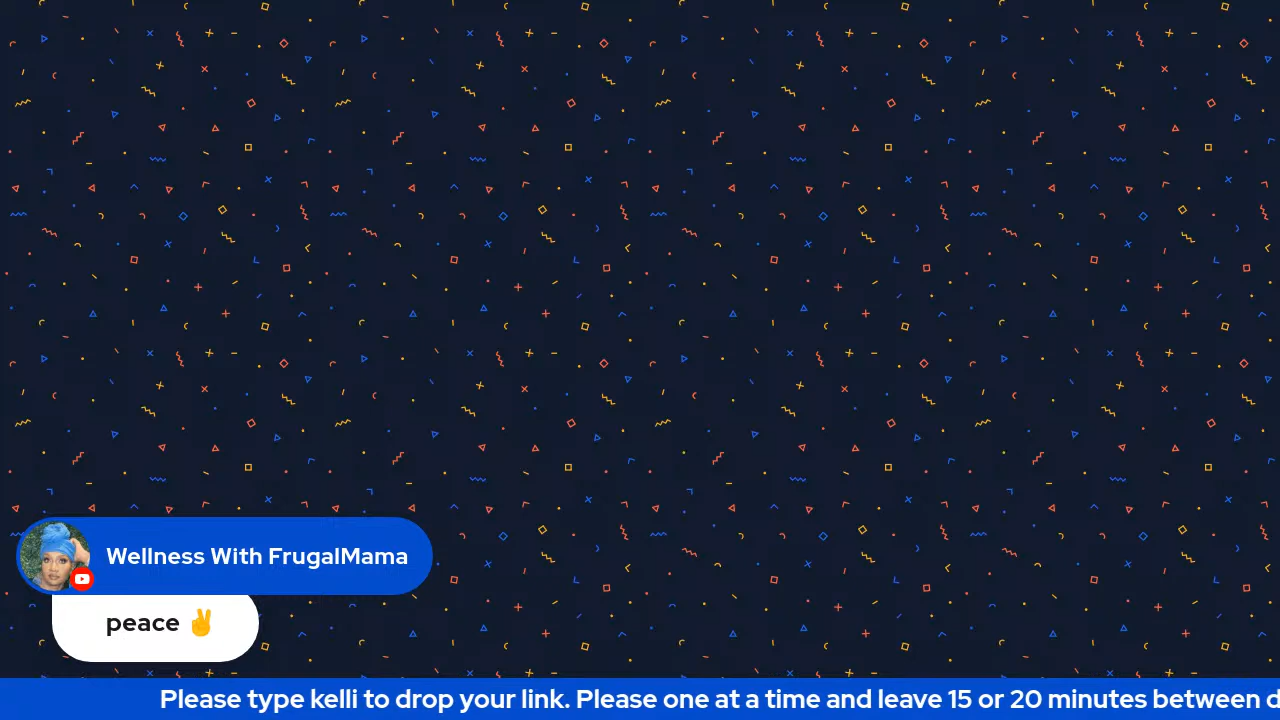 Wellness With FrugalMama
peace ✌️
Please type kelli to drop your link. Please one at a time and leave 15 or 20 minutes between